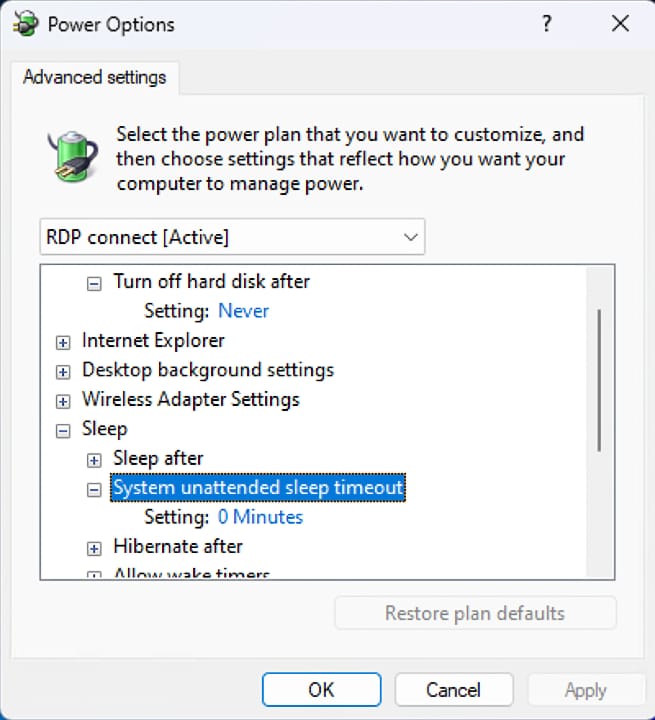 Power Options
?
Advanced settings
Select the power plan that you want to customize, and
then choose settings that reflect how you want your
computer to manage power.
RDP connect [Active]
Turn off hard disk after
Setting: Never
Internet Explorer
Desktop background settings
Wireless Adapter Settings
Sleep
Sleep after
System unattended sleep timeout
Setting: 0 Minutes
Hibernate after
Allow wake timers
Restore plan defaults
OK Cancel Apply